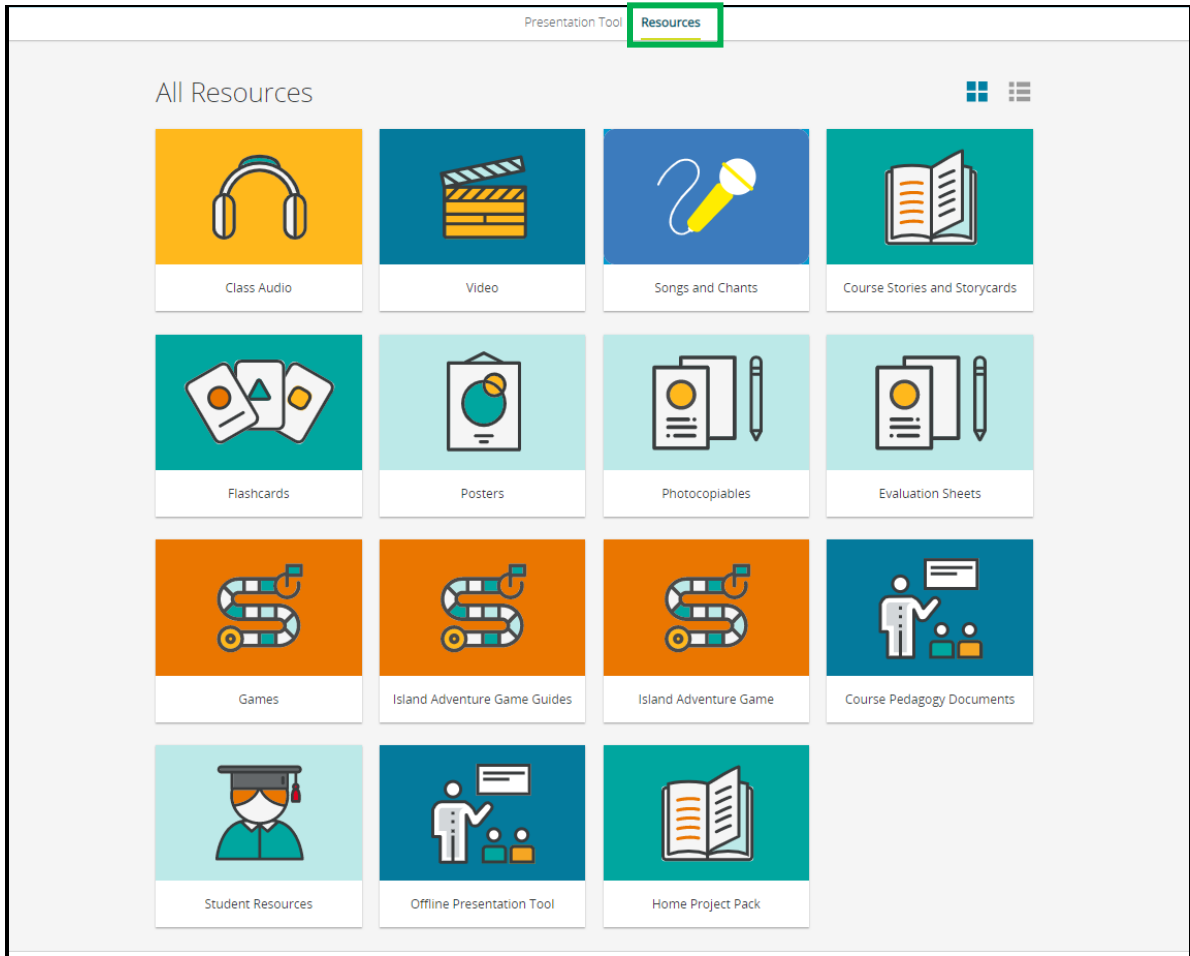 Presentation Tool Resources
All Resources
Class Audio
Video
Songs and Chants
Course Stories and Storycards
Flashcards
Posters
Photocopiables
Evaluation Sheets
Games
Island Adventure Game Guides
Island Adventure Game
Course Pedagogy Documents
Student Resources
Offline Presentation Tool
Home Project Pack